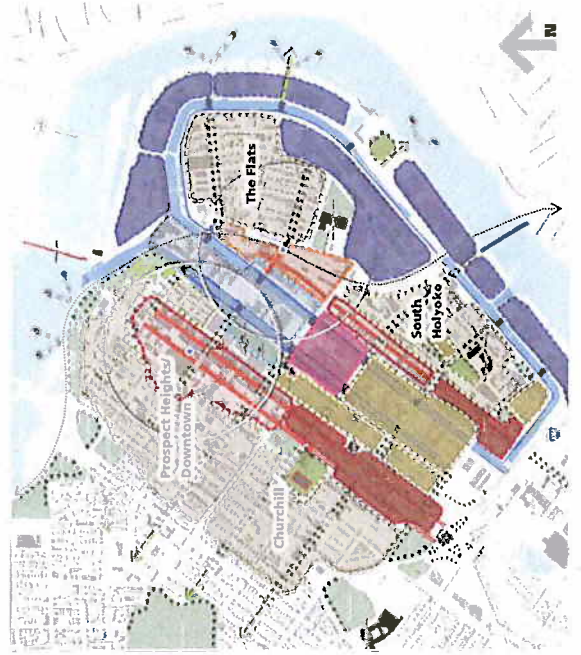 N
The Flats
South
Holyoke
Prospect Heights/
Downtown
Churchill